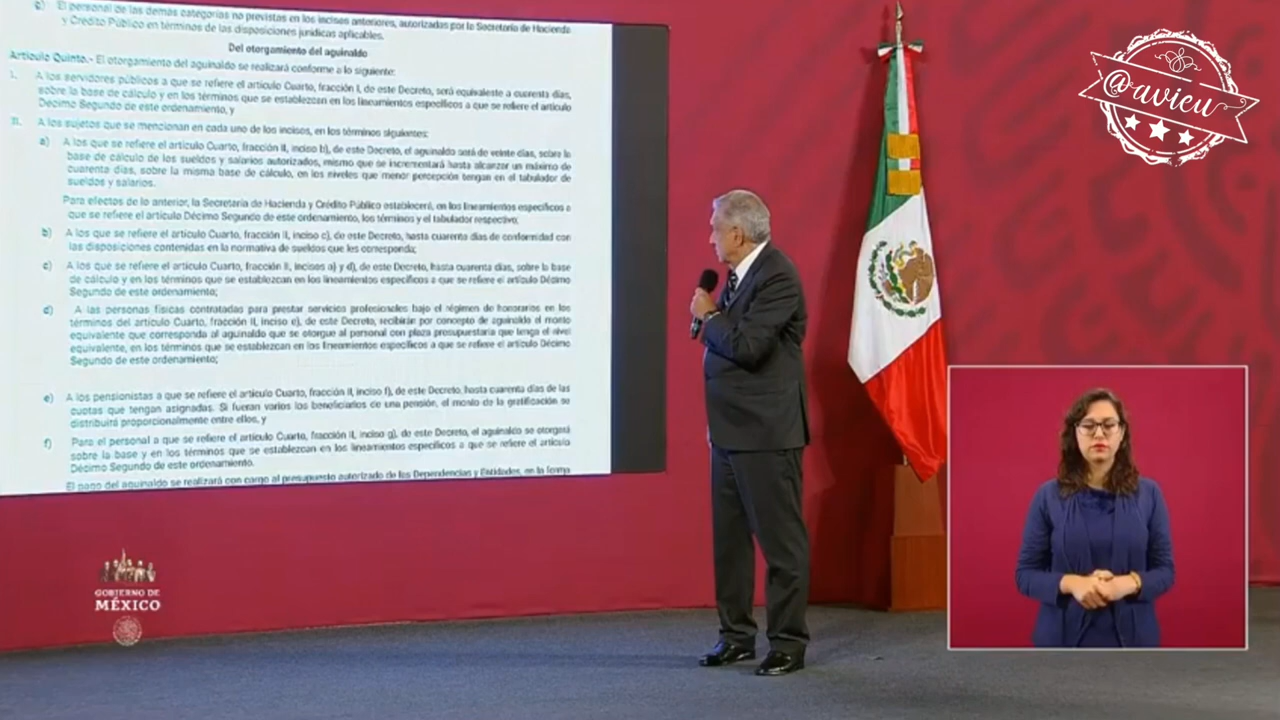 c) El personal de las demás categorías no previstas en los incisos anteriores, autorizadas por la Secretaría de Hacienda
y Crédito Público en términos de las disposiciones jurídicas aplicables.
Del otorgamiento del aguinaldo
Artículo Quinto.- El otorgamiento del aguinaldo se realizará conforme a lo siguiente:
I. A los servidores públicos a que se refiere el artículo Cuarto, fracción I, de este Decreto, será equivalente a cuarenta días,
sobre la base de cálculo y en los términos que se establezcan en los lineamientos específicos a que se refiere el artículo
Décimo Segundo de este ordenamiento, y
II. A los sujetos que se mencionan en cada uno de los incisos, en los términos siguientes:
a) A los que se refiere el artículo Cuarto, fracción II, inciso b), de este Decreto, el aguinaldo será de veinte días, sobre la
base de cálculo de los sueldos y salarios autorizados, mismo que se incrementará hasta alcanzar un máximo de
cuarenta días, sobre la misma base de cálculo, en los niveles que menor percepción tengan en el tabulador de
sueldos y salarios.
Para efectos de lo anterior, la Secretaría de Hacienda y Crédito Público establecerá, en los lineamientos específicos a
que se refiere el artículo Décimo Segundo de este ordenamiento, los términos y el tabulador respectivo;
b) A los que se refiere el artículo Cuarto, fracción II, inciso c), de este Decreto, hasta cuarenta días de conformidad con
las disposiciones contenidas en la normativa de sueldos que les corresponda;
c) A los que se refiere el artículo Cuarto, fracción II, incisos a) y d), de este Decreto, hasta cuarenta días, sobre la base
de cálculo y en los términos que se establezcan en los lineamientos específicos a que se refiere el artículo Décimo
Segundo de este ordenamiento;
d) A las personas físicas contratadas para prestar servicios profesionales bajo el régimen de honorarios en los
términos del artículo Cuarto, fracción II, inciso e), de este Decreto, recibirán por concepto de aguinaldo el monto
equivalente que corresponda al aguinaldo que se otorgue al personal con plaza presupuestaria que tenga el nivel
equivalente, en los términos que se establezcan en los lineamientos específicos a que se refiere el artículo Décimo
Segundo de este ordenamiento;
e) A los pensionistas a que se refiere el artículo Cuarto, fracción II, inciso f), de este Decreto, hasta cuarenta días de las
cuotas que tengan asignadas. Si fueran varios los beneficiarios de una pensión, el monto de la gratificación se
distribuirá proporcionalmente entre ellos, y
f) Para el personal a que se refiere el artículo Cuarto, fracción II, inciso g), de este Decreto, el aguinaldo se otorgará
sobre la base y en los términos que se establezcan en los lineamientos específicos a que se refiere el artículo
Décimo Segundo de este ordenamiento.
El pago del aguinaldo se realizará con cargo al presupuesto autorizado de las Dependencias y Entidades, en la forma
GOBIERNO DE
MÉXICO
@avieu